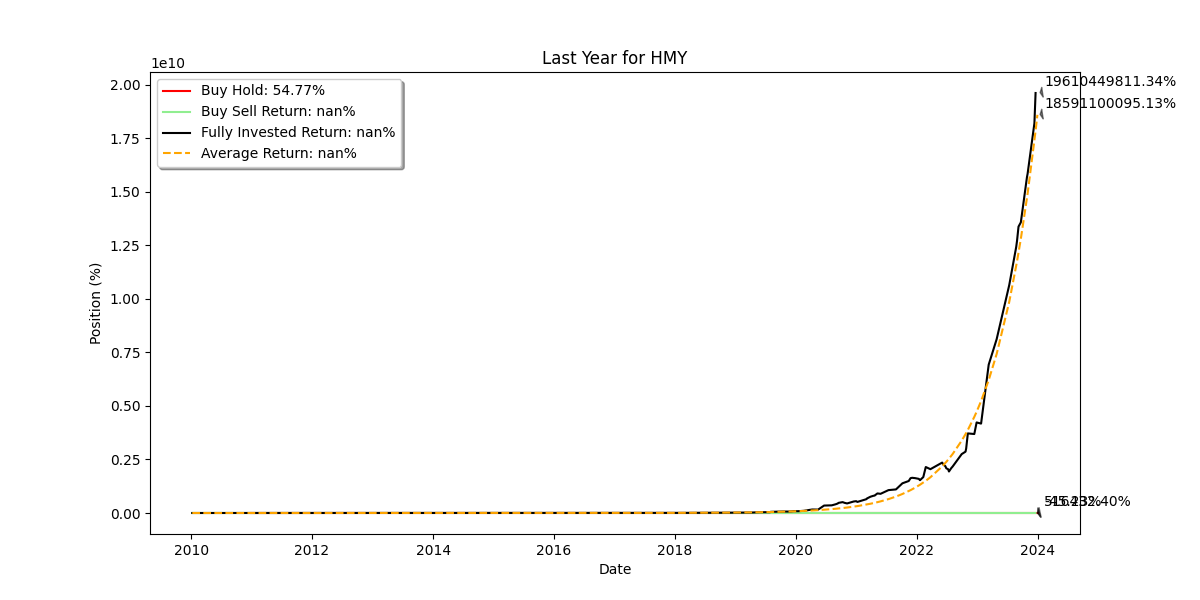 Last Year for HMY
1e10
Buy Hold: 54.77%
Buy Sell Return: nan%
Fully Invested Return: nan%
Average Return: nan%
19610449811.34%
18591100095.13%
2.00
1.75
1.50
1.25
1.00
0.75
0.50
0.25
0.00
Position (%)
2010
2012
2014
2016
2018
2020
2022
2024
Date